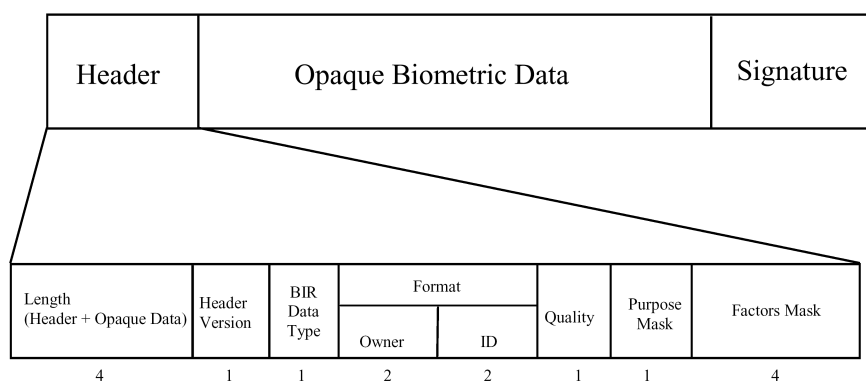 Header
Opaque Biometric Data
Signature
Length
(Header + Opaque Data)
Header
Version
BIR
Data
Type
Format
Owner
ID
Quality
Purpose
Mask
Factors Mask
4
1
1
2
2
1
1
4